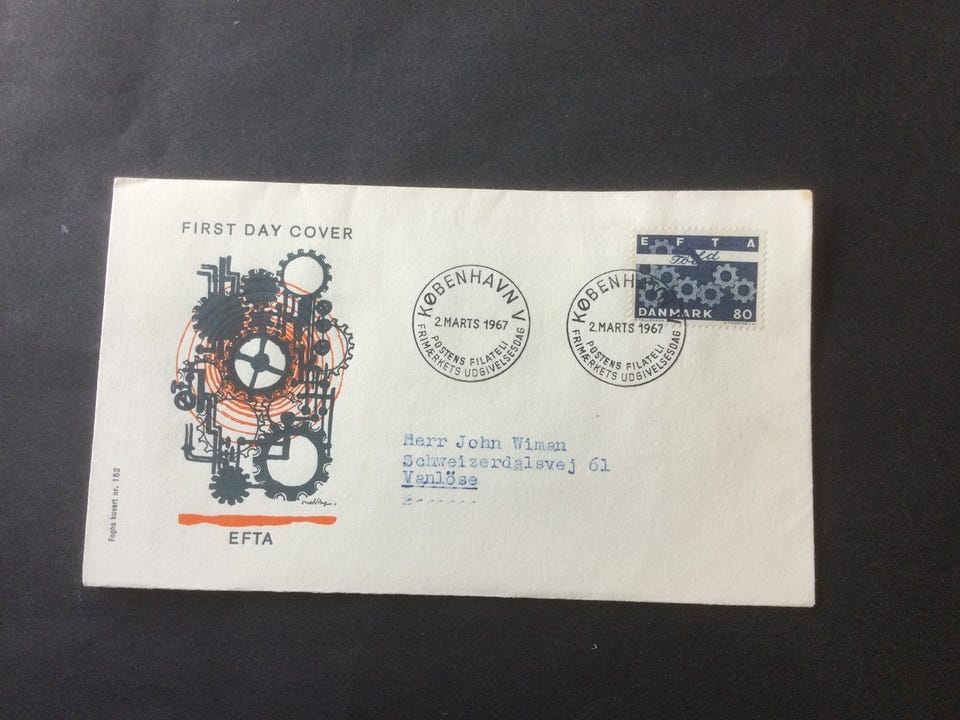 FIRST DAY COVER
EFTA
Foghs kuvert nr. 152
KØBENHAVN V
2.MARTS 1967
POSTENS FILATELI
FRIMÆRKETS UDGIVELSESDAG
KØBENHAVN
2.MARTS 1967
POSTENS FILATELI
FRIMÆRKETS UDGIVELSESDAG
EFTA
Told
DANMARK 80
Herr John Wiman
Schweizerdalsvej 61
Vanlöse